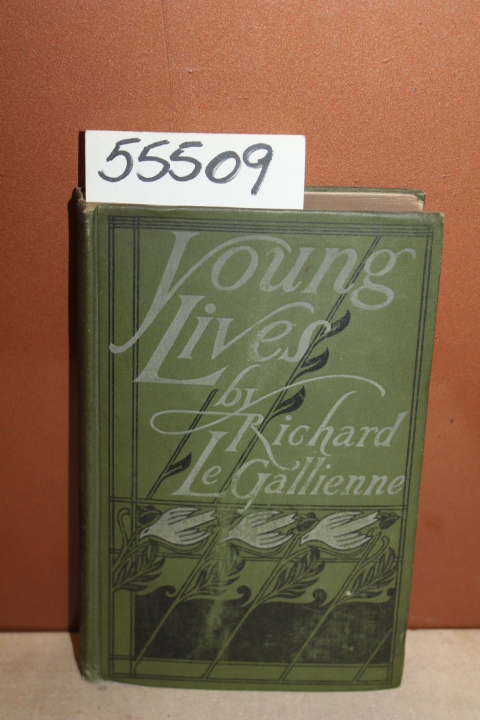 55509
Young
Lives
by
Richard
Le Gallienne